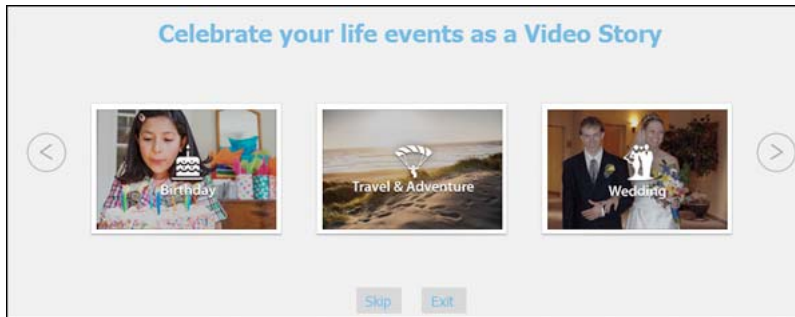 Celebrate your life events as a Video Story
Birthday
Travel & Adventure
Wedding
Skip
Exit